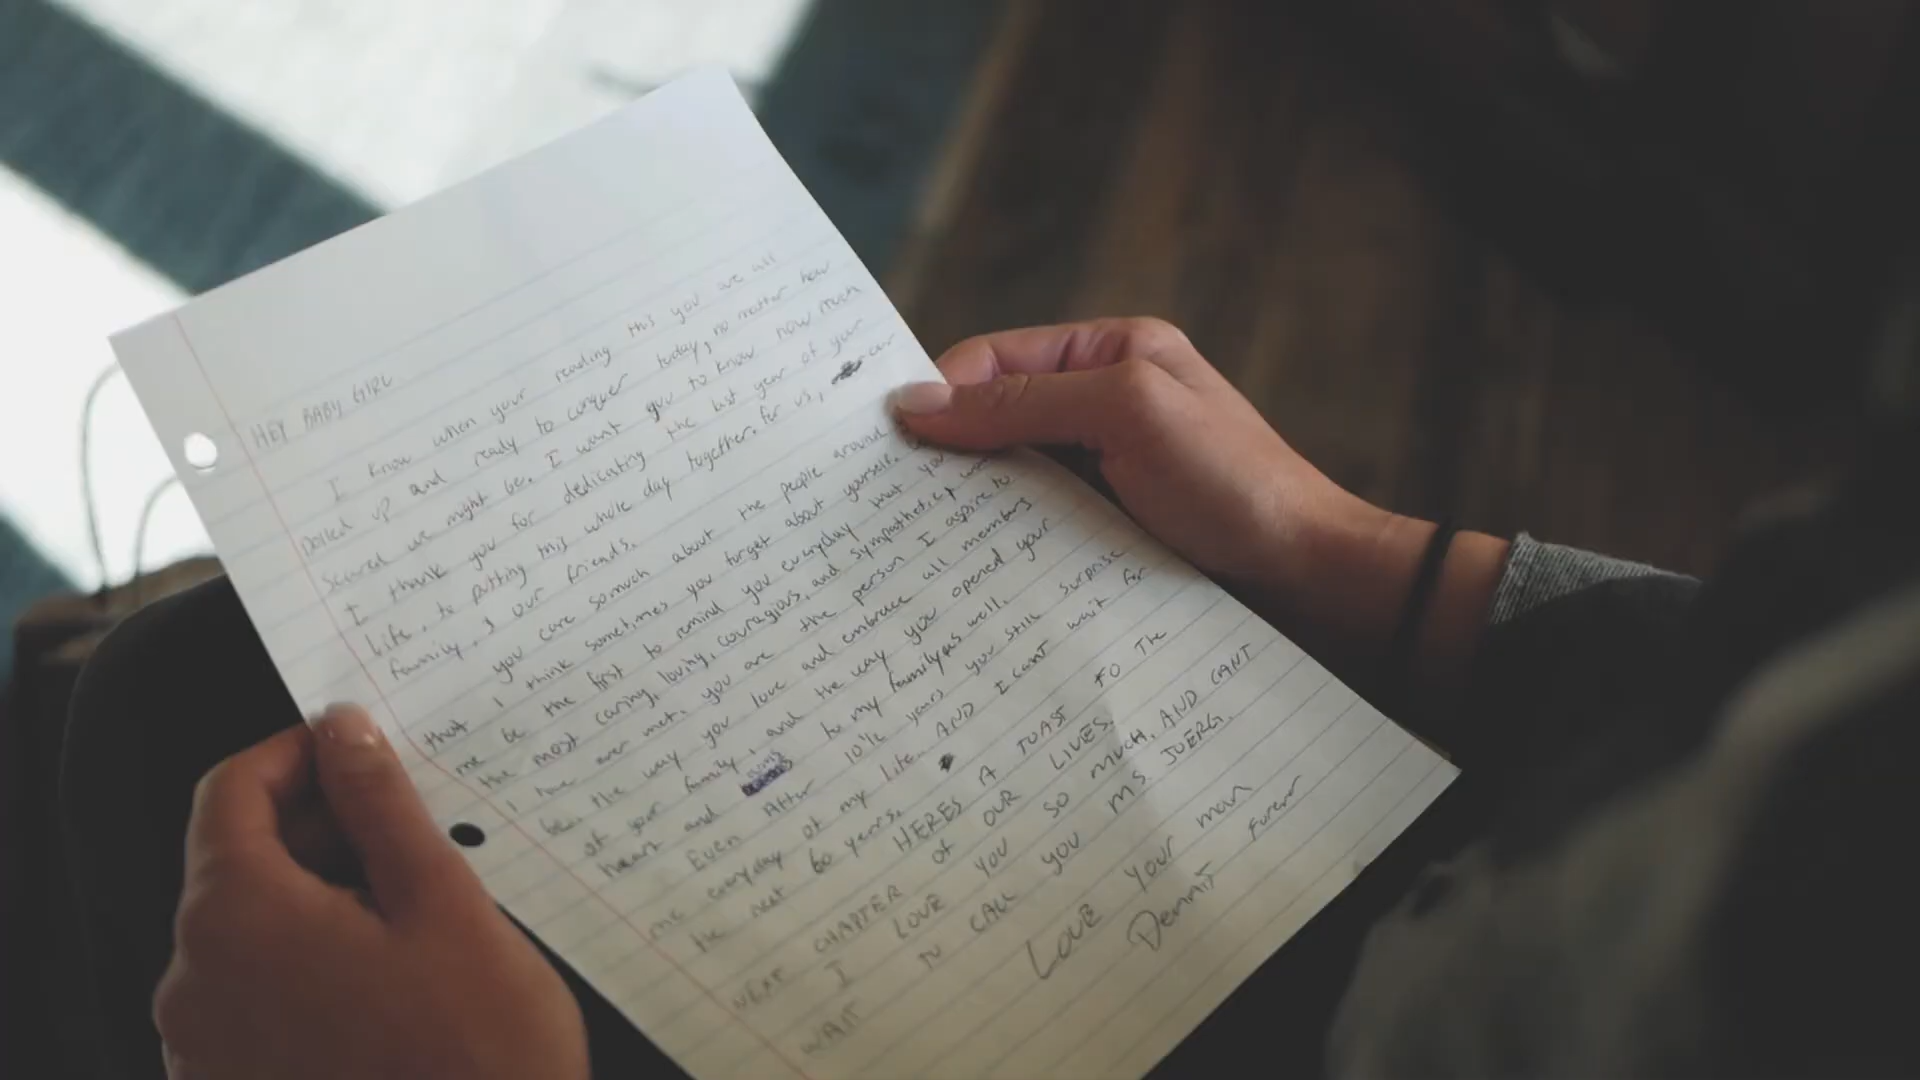 HEY BABY GIRL
I know when your reading this you are all
Dolled up and ready to conquer today, no matter how
scared we might be. I want you to know how much
I thank you for dedicating the last year of your
life, to putting this whole day together. for us, our
family, & our friends.
you care somuch about the people around
that I think sometimes you forget about yourself.
me be the first to remind you everyday that you
the most caring, loving, couragious, and sympathetic
I have ever met. you are the person I aspire to
be. the way you love and embrace all members
of your family, and the way you opened your
heart and to my family as well.
Even After 10½ years you still surprise
me everyday of my life. AND I cant wait for
the next 60 years.
HERES A TOAST TO THE
NEXT CHAPTER of OUR LIVES.
I LOVE YOU SO MUCH, AND CANT
WAIT TO CALL YOU MS. JUERG.
LOVE your man
Dennit Forever